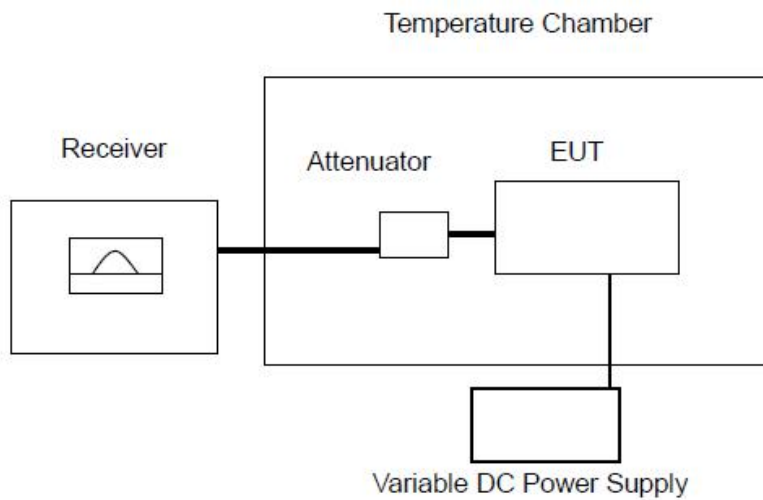 Temperature Chamber
Receiver
Attenuator
EUT
Variable DC Power Supply